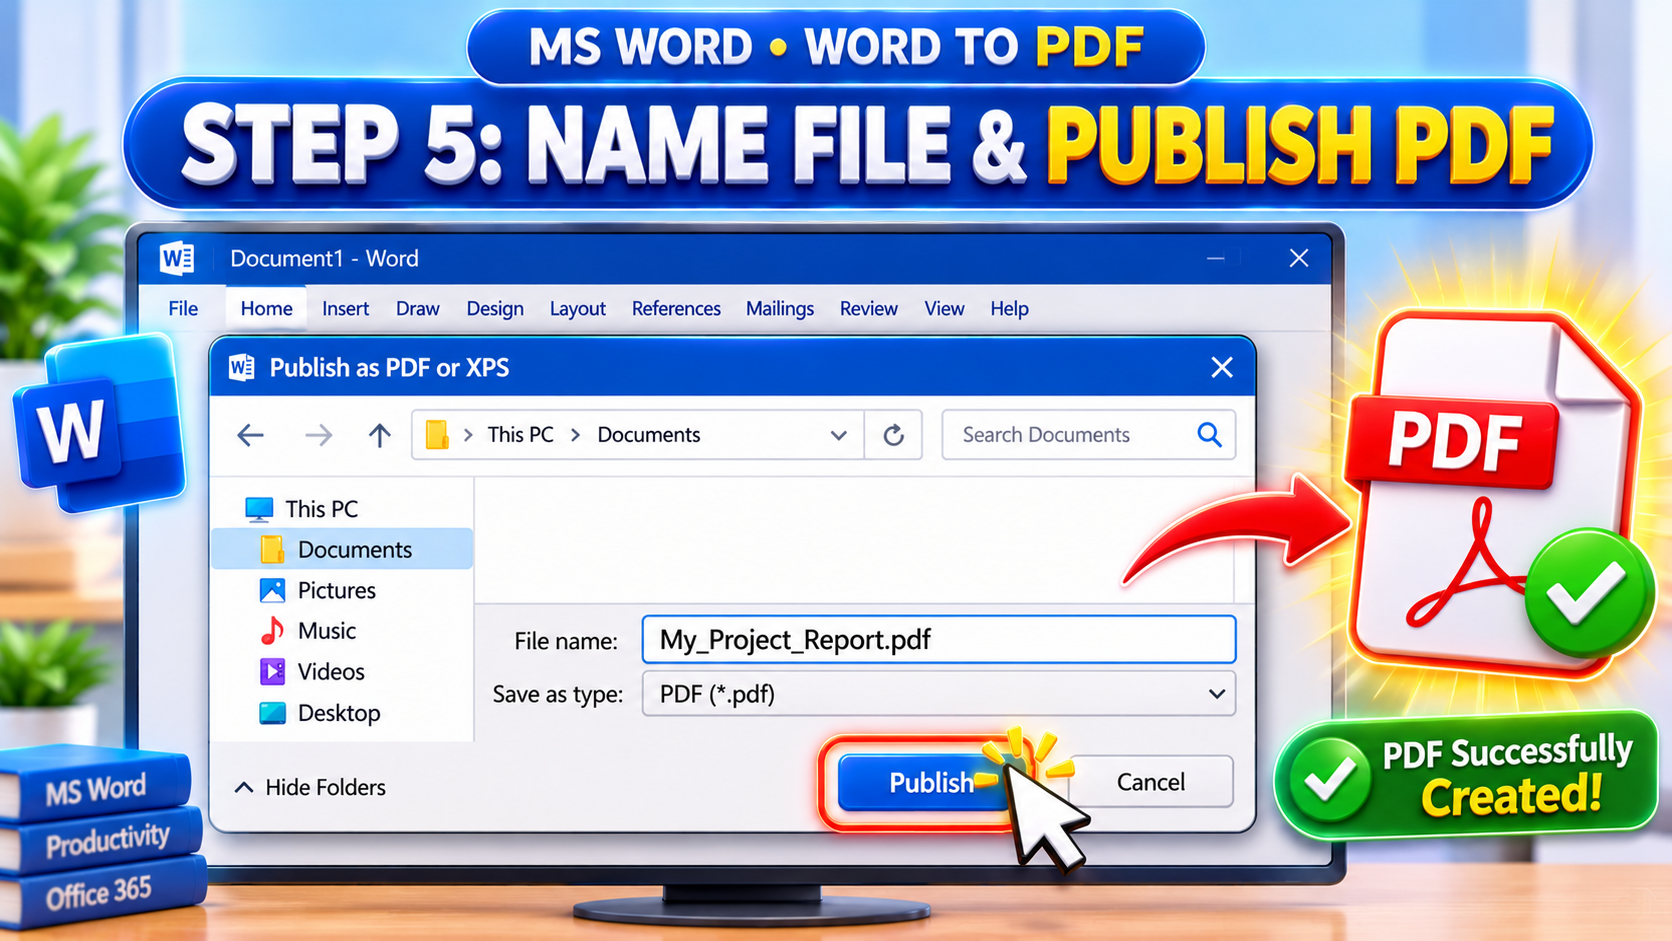 MS WORD • WORD TO PDF
STEP 5: NAME FILE & PUBLISH PDF
W
Document1 - Word
File Home Insert Draw Design Layout References Mailings Review View Help
W
W
Publish as PDF or XPS
This PC > Documents
Search Documents
This PC
Documents
Pictures
Music
Videos
Desktop
File name: My_Project_Report.pdf
Save as type: PDF (*.pdf)
Hide Folders
Publish
Cancel
PDF
PDF Successfully
Created!
MS Word
Productivity
Office 365